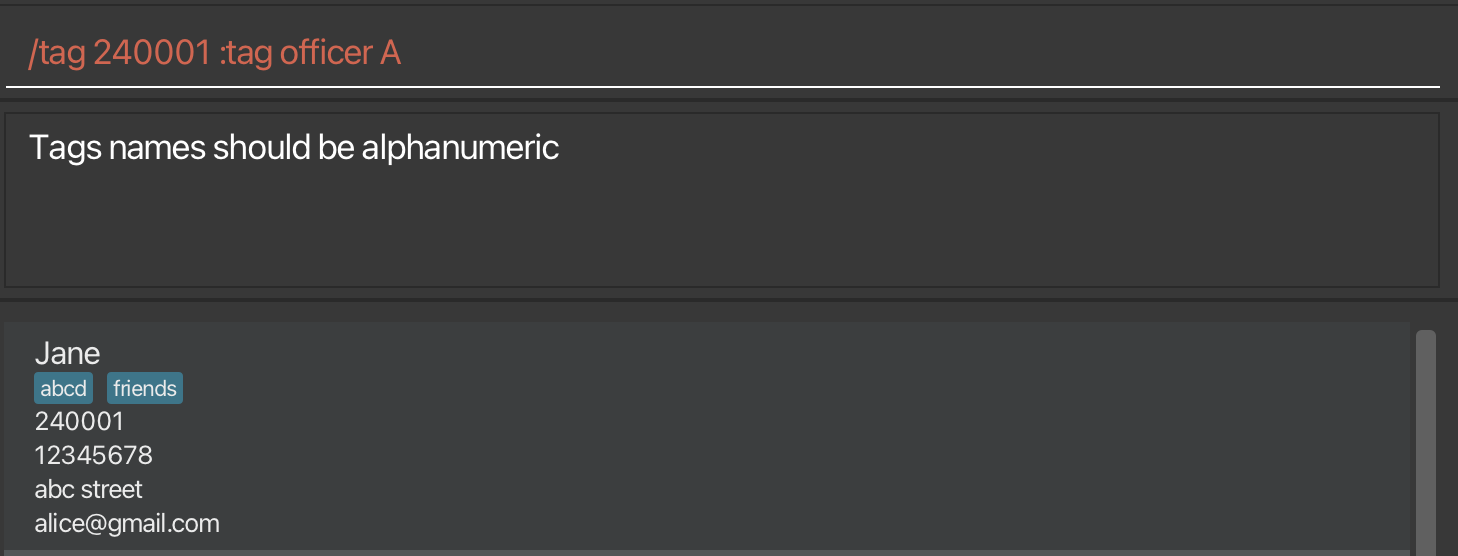 /tag 240001 :tag officer A
Tags names should be alphanumeric
Jane
abcd friends
240001
12345678
abc street
alice@gmail.com